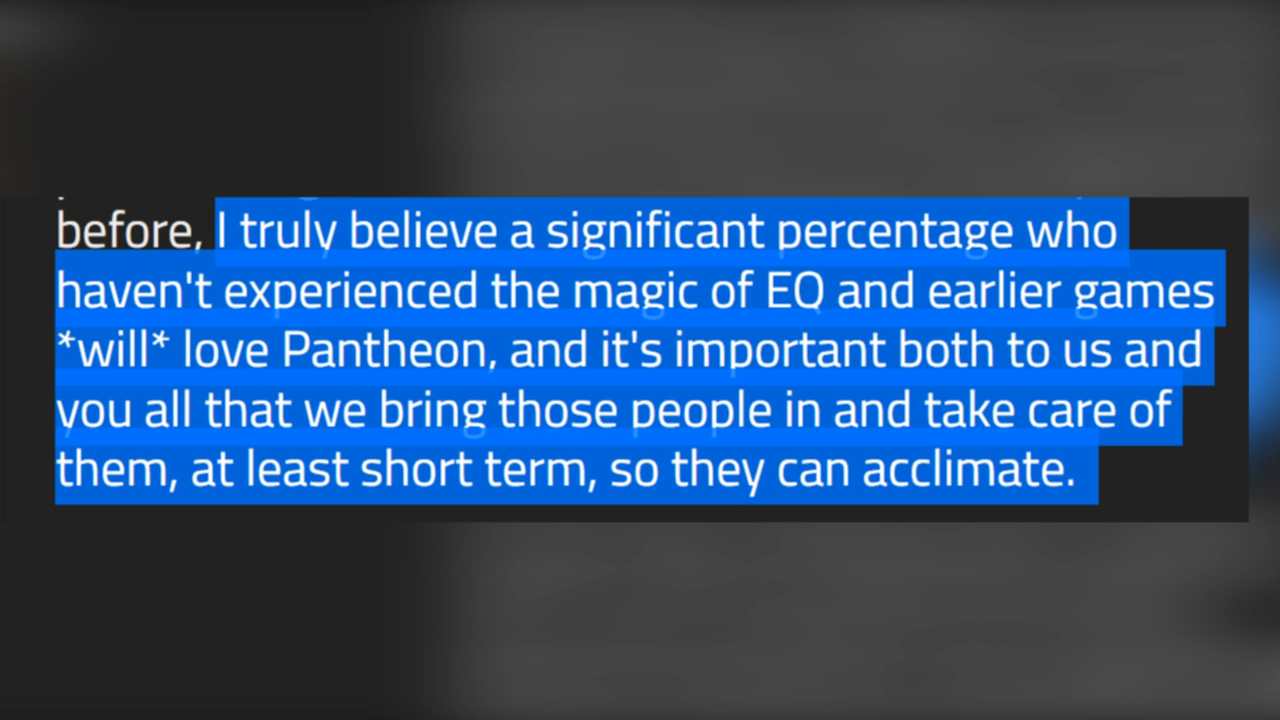 before, I truly believe a significant percentage who
haven't experienced the magic of EQ and earlier games
*will* love Pantheon, and it's important both to us and
you all that we bring those people in and take care of
them, at least short term, so they can acclimate.